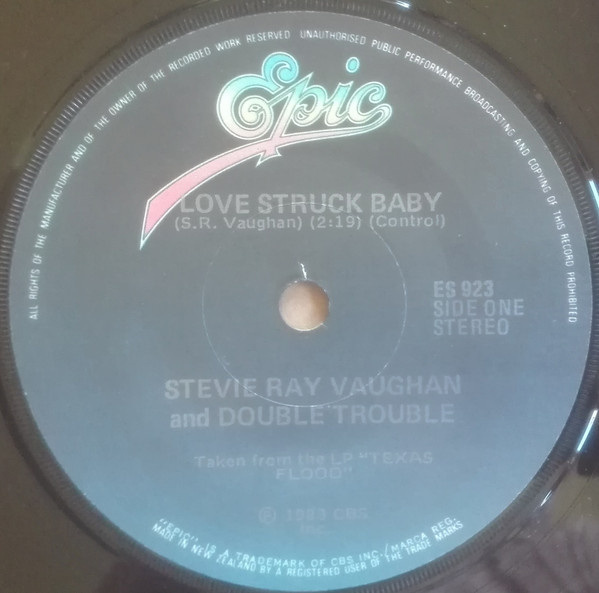 ALL RIGHTS OF THE MANUFACTURER AND OF THE OWNER OF THE RECORDED WORK RESERVED UNAUTHORISED PUBLIC PERFORMANCE BROADCASTING AND COPYING OF THIS RECORD PROHIBITED
Epic
LOVE STRUCK BABY
(S.R. Vaughan) (2:19) (Control)
ES 923
SIDE ONE
STEREO
STEVIE RAY VAUGHAN
and DOUBLE TROUBLE
Taken from the LP "TEXAS
FLOOD"
Ⓟ 1983 CBS
"EPIC" IS A TRADEMARK OF CBS INC./MARCA REG.
MADE IN NEW ZEALAND BY A REGISTERED USER OF THE TRADE MARKS